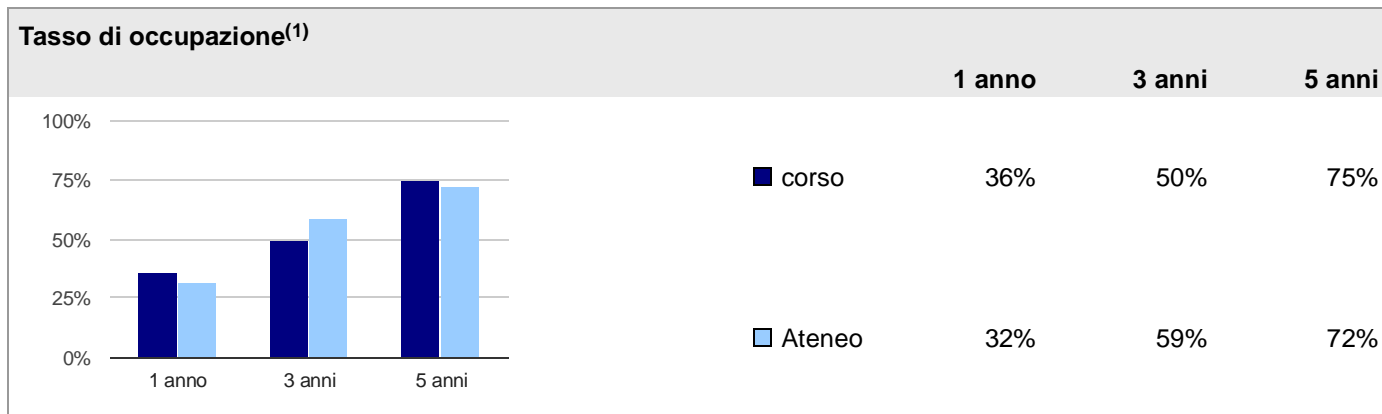 Tasso di occupazione(1)
1 anno 3 anni 5 anni
100%
75%
50%
25%
0%
1 anno 3 anni 5 anni
corso 36% 50% 75%
Ateneo 32% 59% 72%